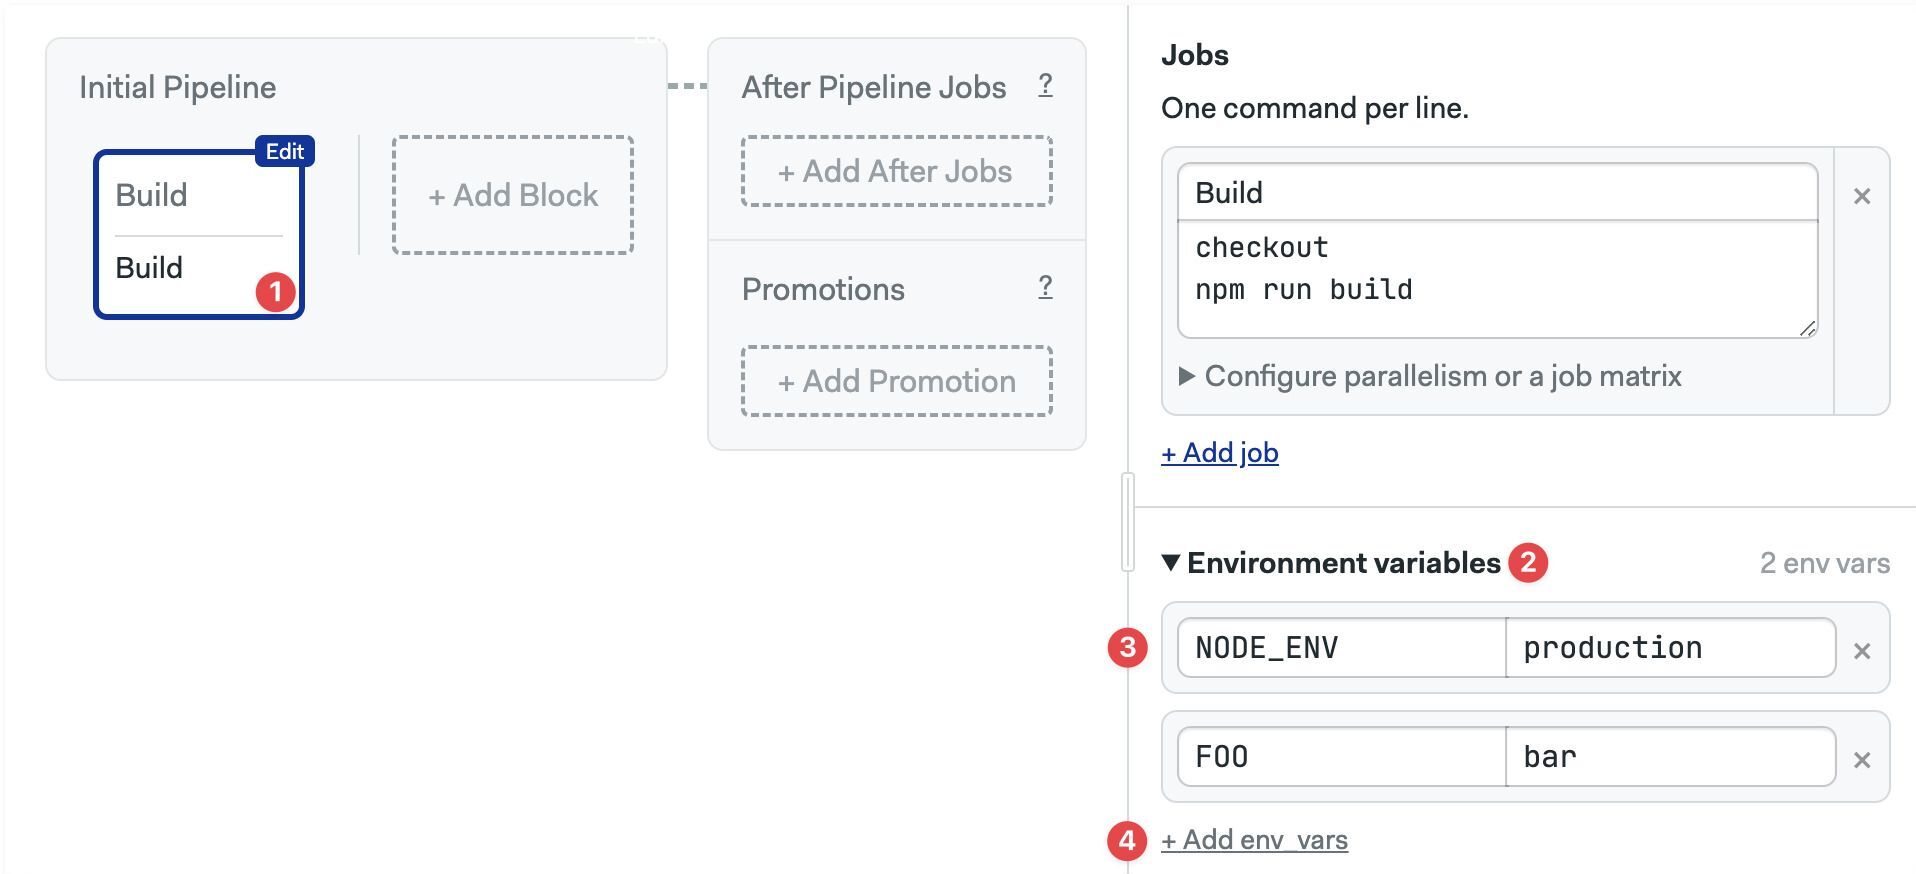 Initial Pipeline
Edit
Build
Build
1
+ Add Block
After Pipeline Jobs ?
+ Add After Jobs
Promotions ?
+ Add Promotion
Jobs
One command per line.
Build
×
checkout
npm run build
▶ Configure parallelism or a job matrix
+ Add job
▼ Environment variables 2 2 env vars
3 NODE_ENV production ×
FOO bar ×
4 + Add env_vars